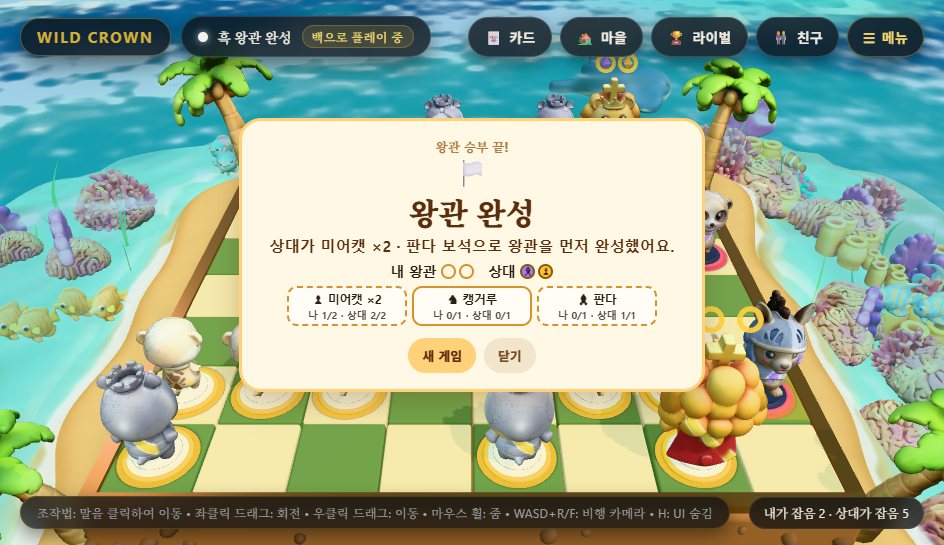 WILD CROWN
흑 왕관 완성
백으로 플레이 중
카드
마을
라이벌
친구
☰ 메뉴
왕관 승부 끝!
왕관 완성
상대가 미어캣 ×2 · 판다 보석으로 왕관을 먼저 완성했어요.
내 왕관 상대
♟ 미어캣 ×2
나 1/2 · 상대 2/2
♞ 캥거루
나 0/1 · 상대 0/1
♝ 판다
나 0/1 · 상대 1/1
새 게임
닫기
조작법: 말을 클릭하여 이동 • 좌클릭 드래그: 회전 • 우클릭 드래그: 이동 • 마우스 휠: 줌 • WASD+R/F: 비행 카메라 • H: UI 숨김
내가 잡음 2 · 상대가 잡음 5